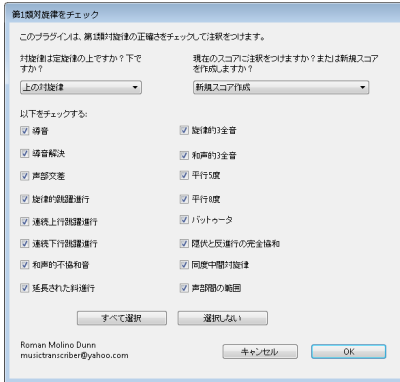 第1類対旋律をチェック
このプラグインは、第1類対旋律の正確さをチェックして注釈をつけます。
対旋律は定旋律の上ですか？下で
すか？
現在のスコアに注釈をつけますか？または新規スコア
を作成しますか？
上の対旋律
新規スコア作成
以下をチェックする:
導音
旋律的3全音
導音解決
和声的3全音
声部交差
平行5度
旋律的跳躍進行
平行8度
連続上行跳躍進行
バットゥータ
連続下行跳躍進行
隠伏と反進行の完全協和
和声的不協和音
同度中間対旋律
延長された斜進行
声部間の範囲
すべて選択
選択しない
Roman Molino Dunn
musictranscriber@yahoo.com
キャンセル
OK